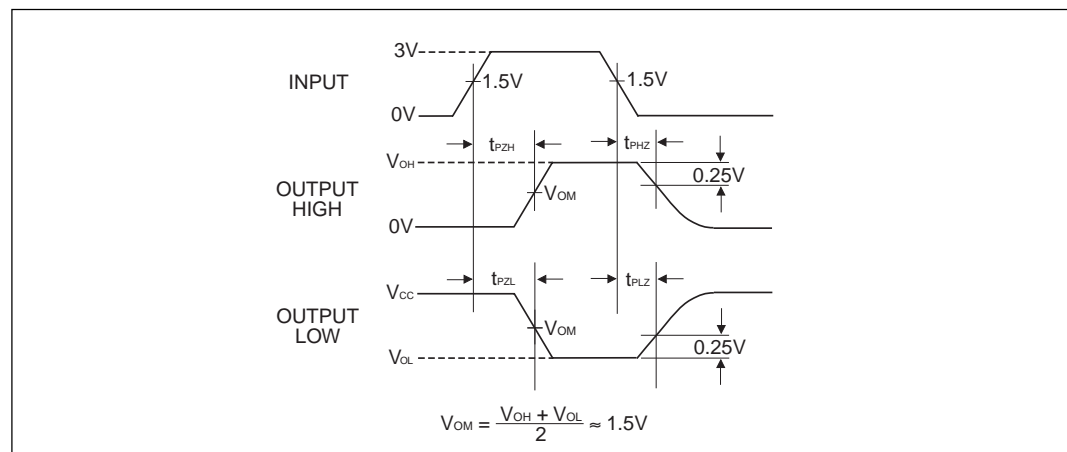 3V
INPUT
1.5V
1.5V
0V
tPZH
tPHZ
VOH
0.25V
OUTPUT
HIGH
VOM
0V
tPZL
tPLZ
VCC
OUTPUT
LOW
VOM
0.25V
VOL
VOM = VOH + VOL / 2 ≈ 1.5V